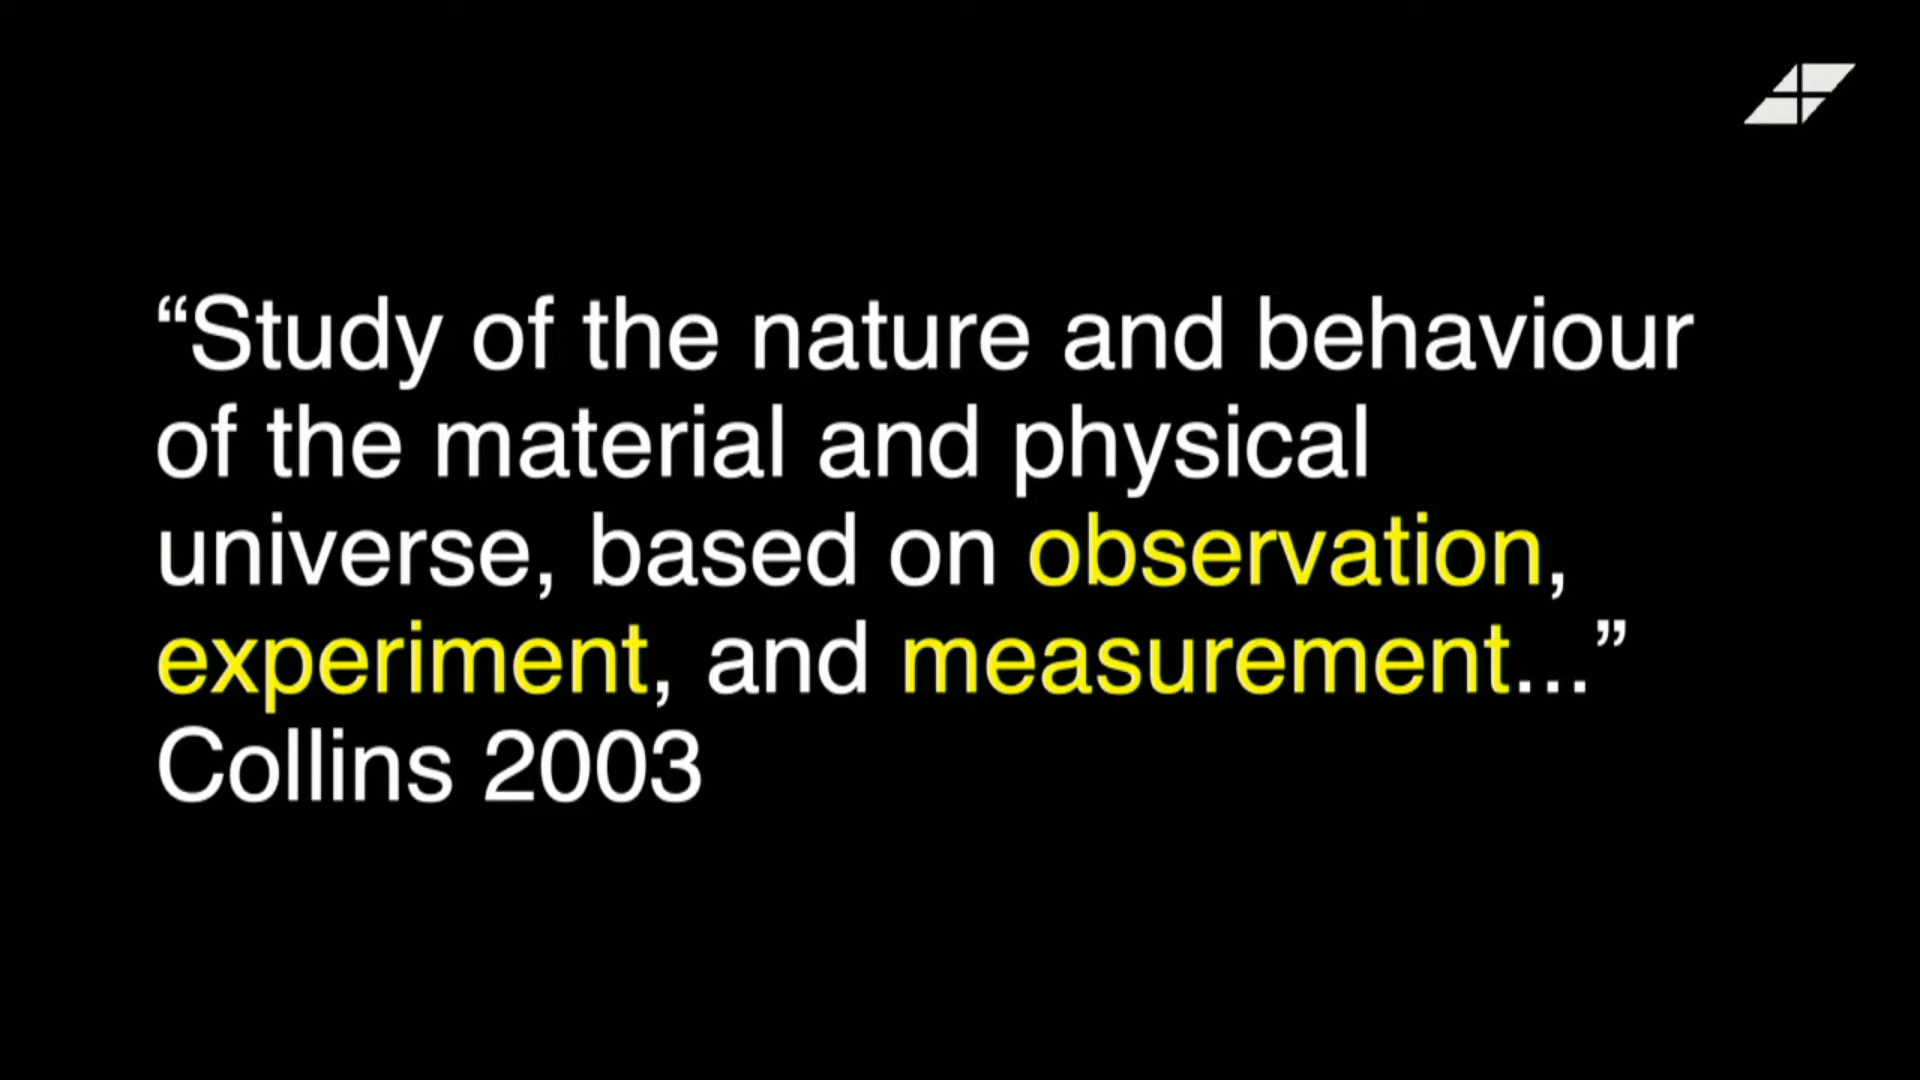 “Study of the nature and behaviour
of the material and physical
universe, based on observation,
experiment, and measurement...”
Collins 2003